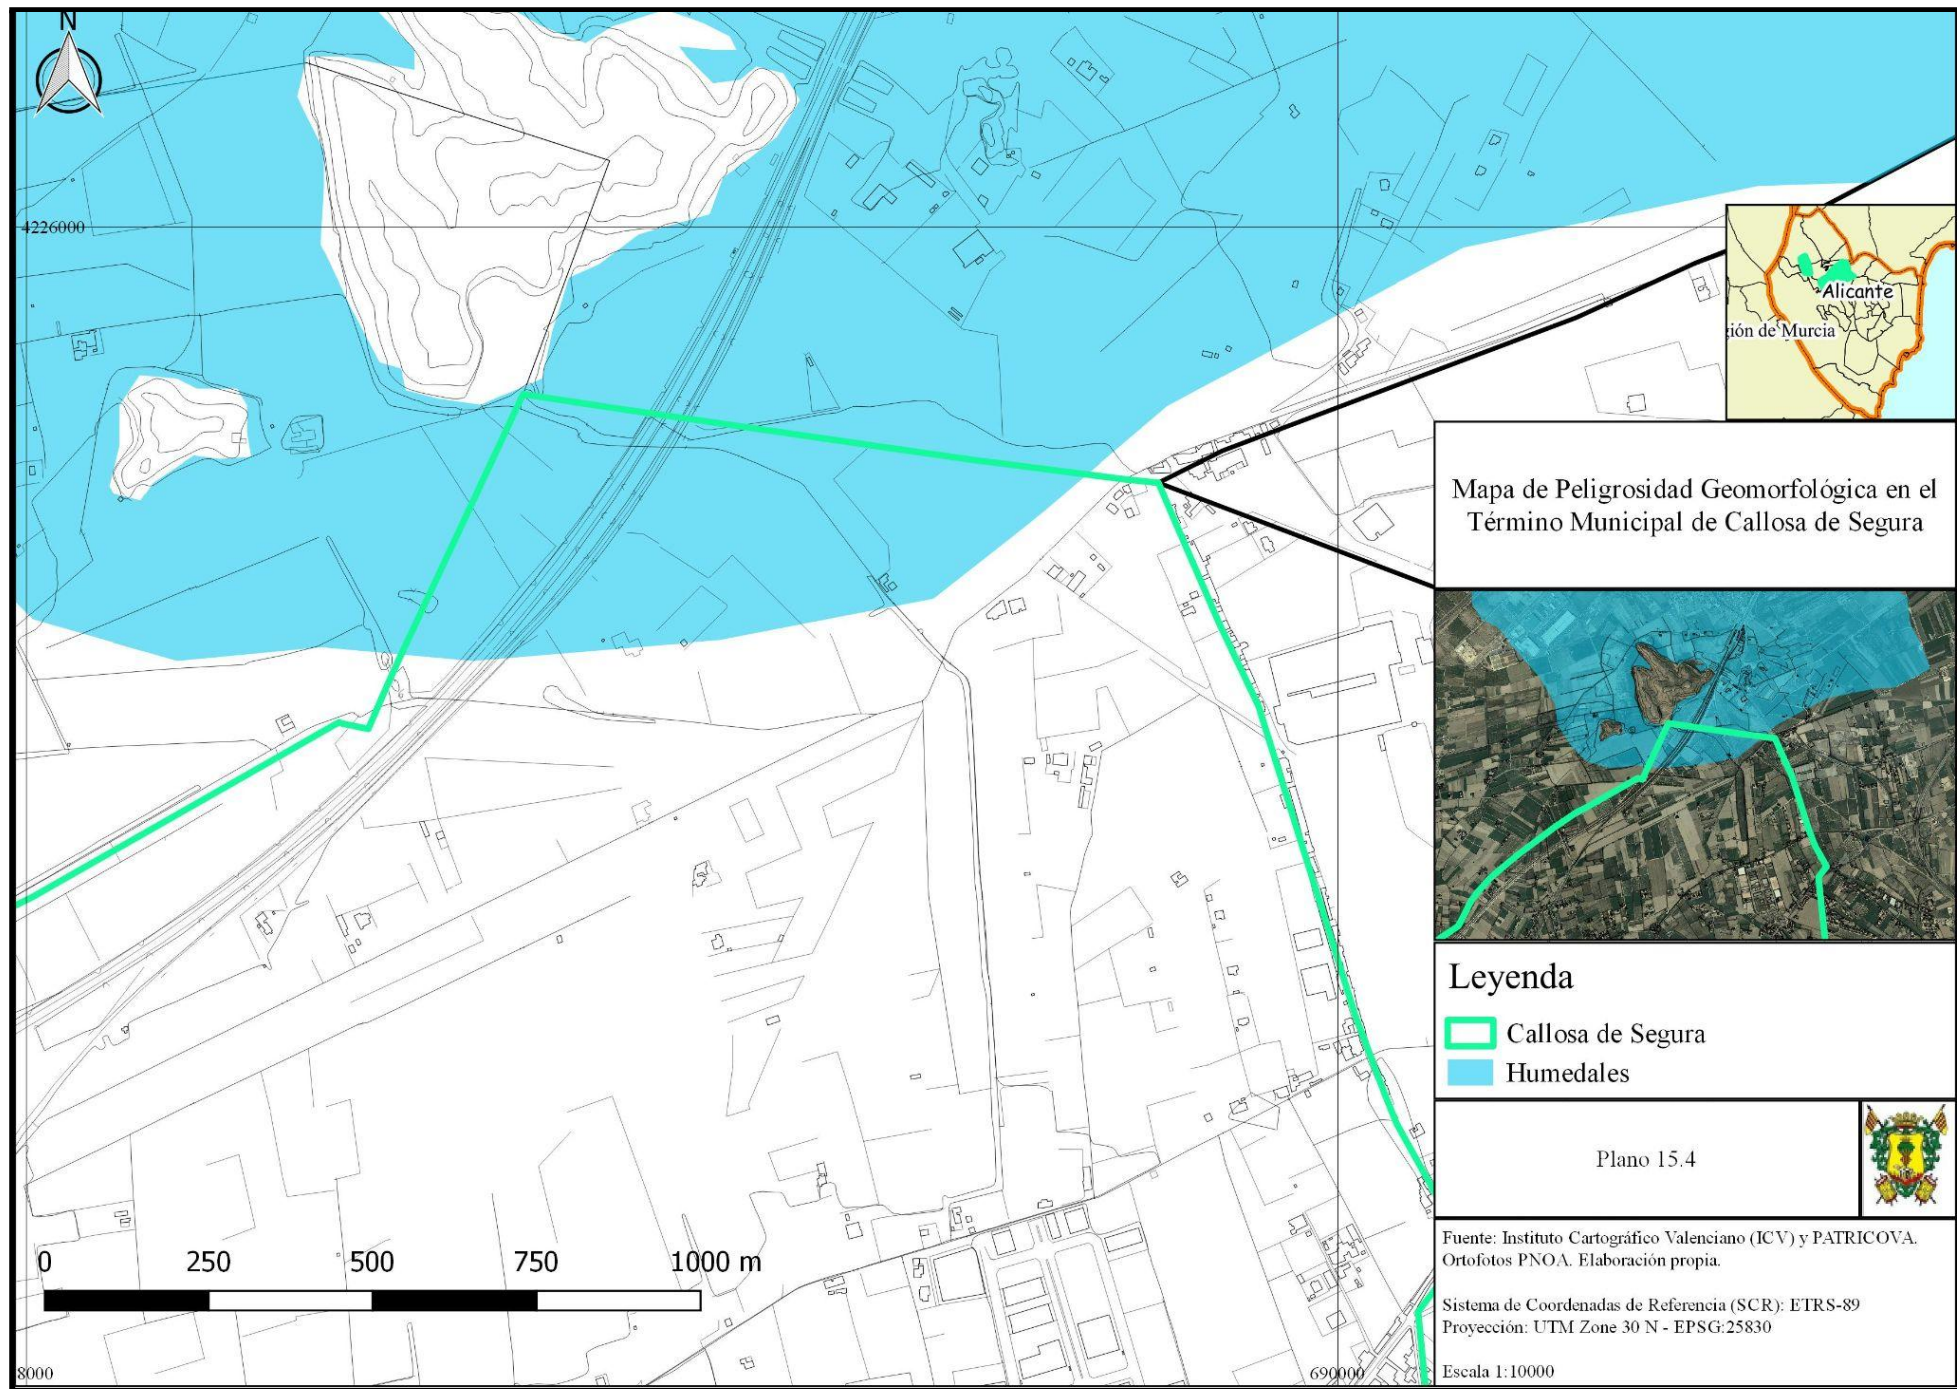 N
4226000
Alicante
ión de Murcia
Mapa de Peligrosidad Geomorfológica en el
Término Municipal de Callosa de Segura
Leyenda
Callosa de Segura
Humedales
Plano 15.4
0 250 500 750 1000 m
Fuente: Instituto Cartográfico Valenciano (ICV) y PATRICOVA.
Ortofotos PNOA. Elaboración propia.
Sistema de Coordenadas de Referencia (SCR): ETRS-89
Proyección: UTM Zone 30 N - EPSG:25830
Escala 1:10000
8000
690000